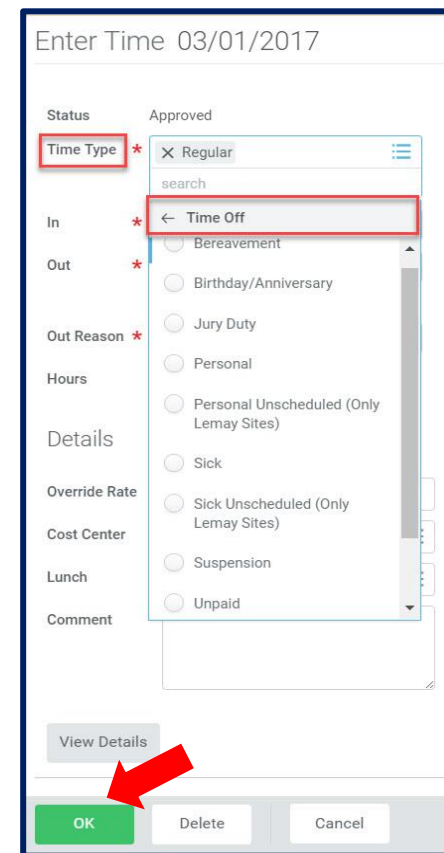 Enter Time 03/01/2017
Status Approved
Time Type * × Regular
search
In *
← Time Off
Bereavement
Out *
Birthday/Anniversary
Jury Duty
Out Reason *
Personal
Hours
Personal Unscheduled (Only
Lemay Sites)
Details
Sick
Override Rate
Sick Unscheduled (Only
Lemay Sites)
Cost Center
Lunch
Suspension
Unpaid
Comment
View Details
OK Delete Cancel